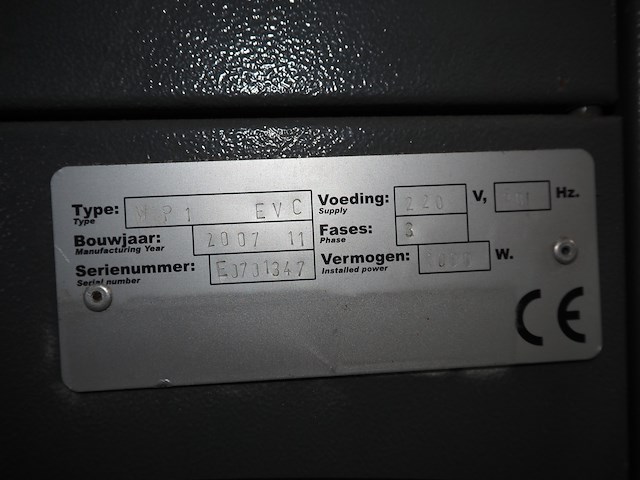 Type: M P 1 EVC Voeding: 220 V, Hz.
Type Supply
Bouwjaar: 2007 11 Fases: 3
Manufacturing Year Phase
Serienummer: E0701347 Vermogen: W.
Serial number Installed power
CE